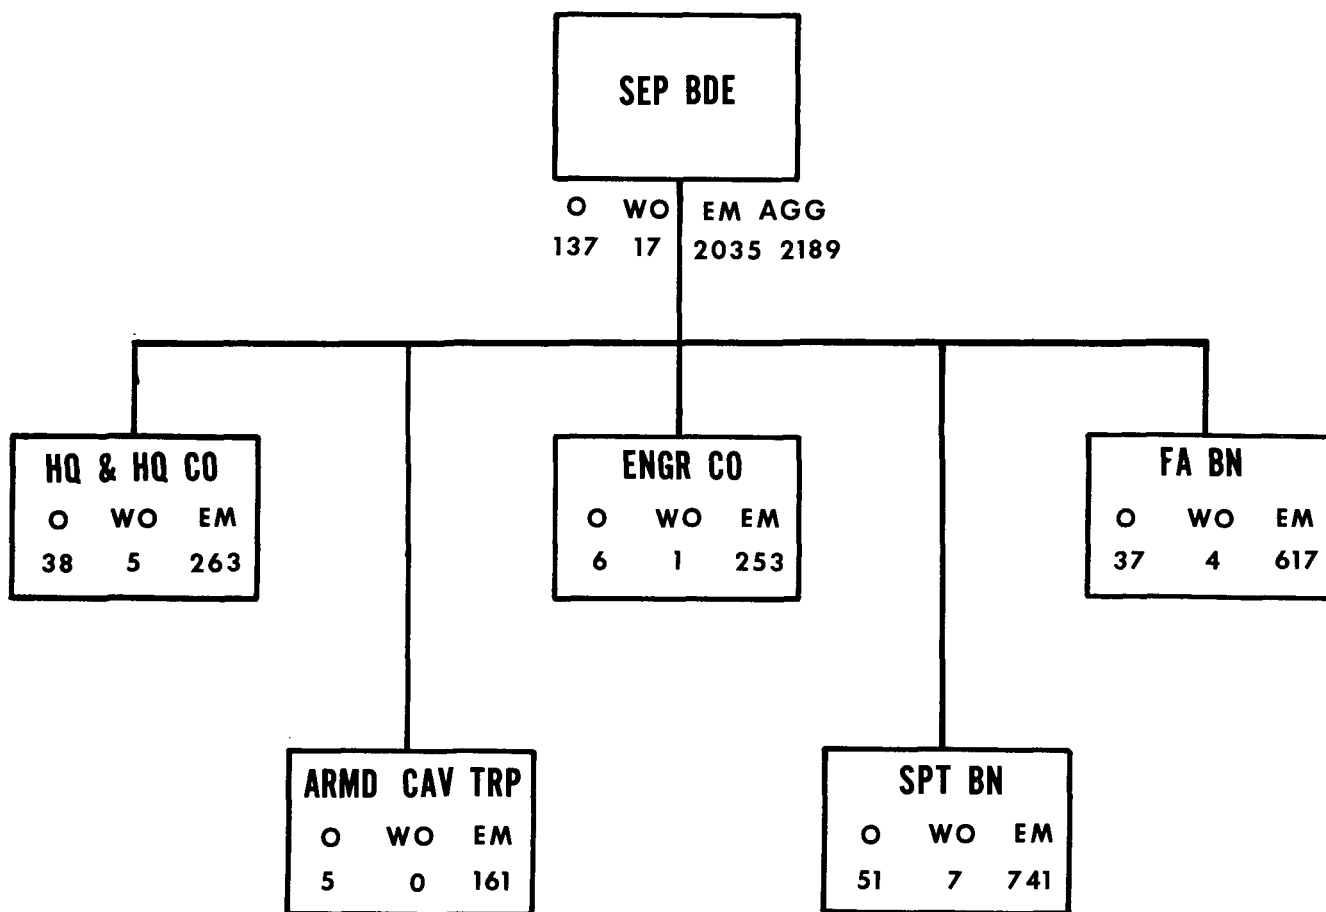 SEP BDE
O WO EM AGG
137 17 2035 2189
HQ & HQ CO
O WO EM
38 5 263
ENGR CO
O WO EM
6 1 253
FA BN
O WO EM
37 4 617
ARMD CAV TRP
O WO EM
5 0 161
SPT BN
O WO EM
51 7 741